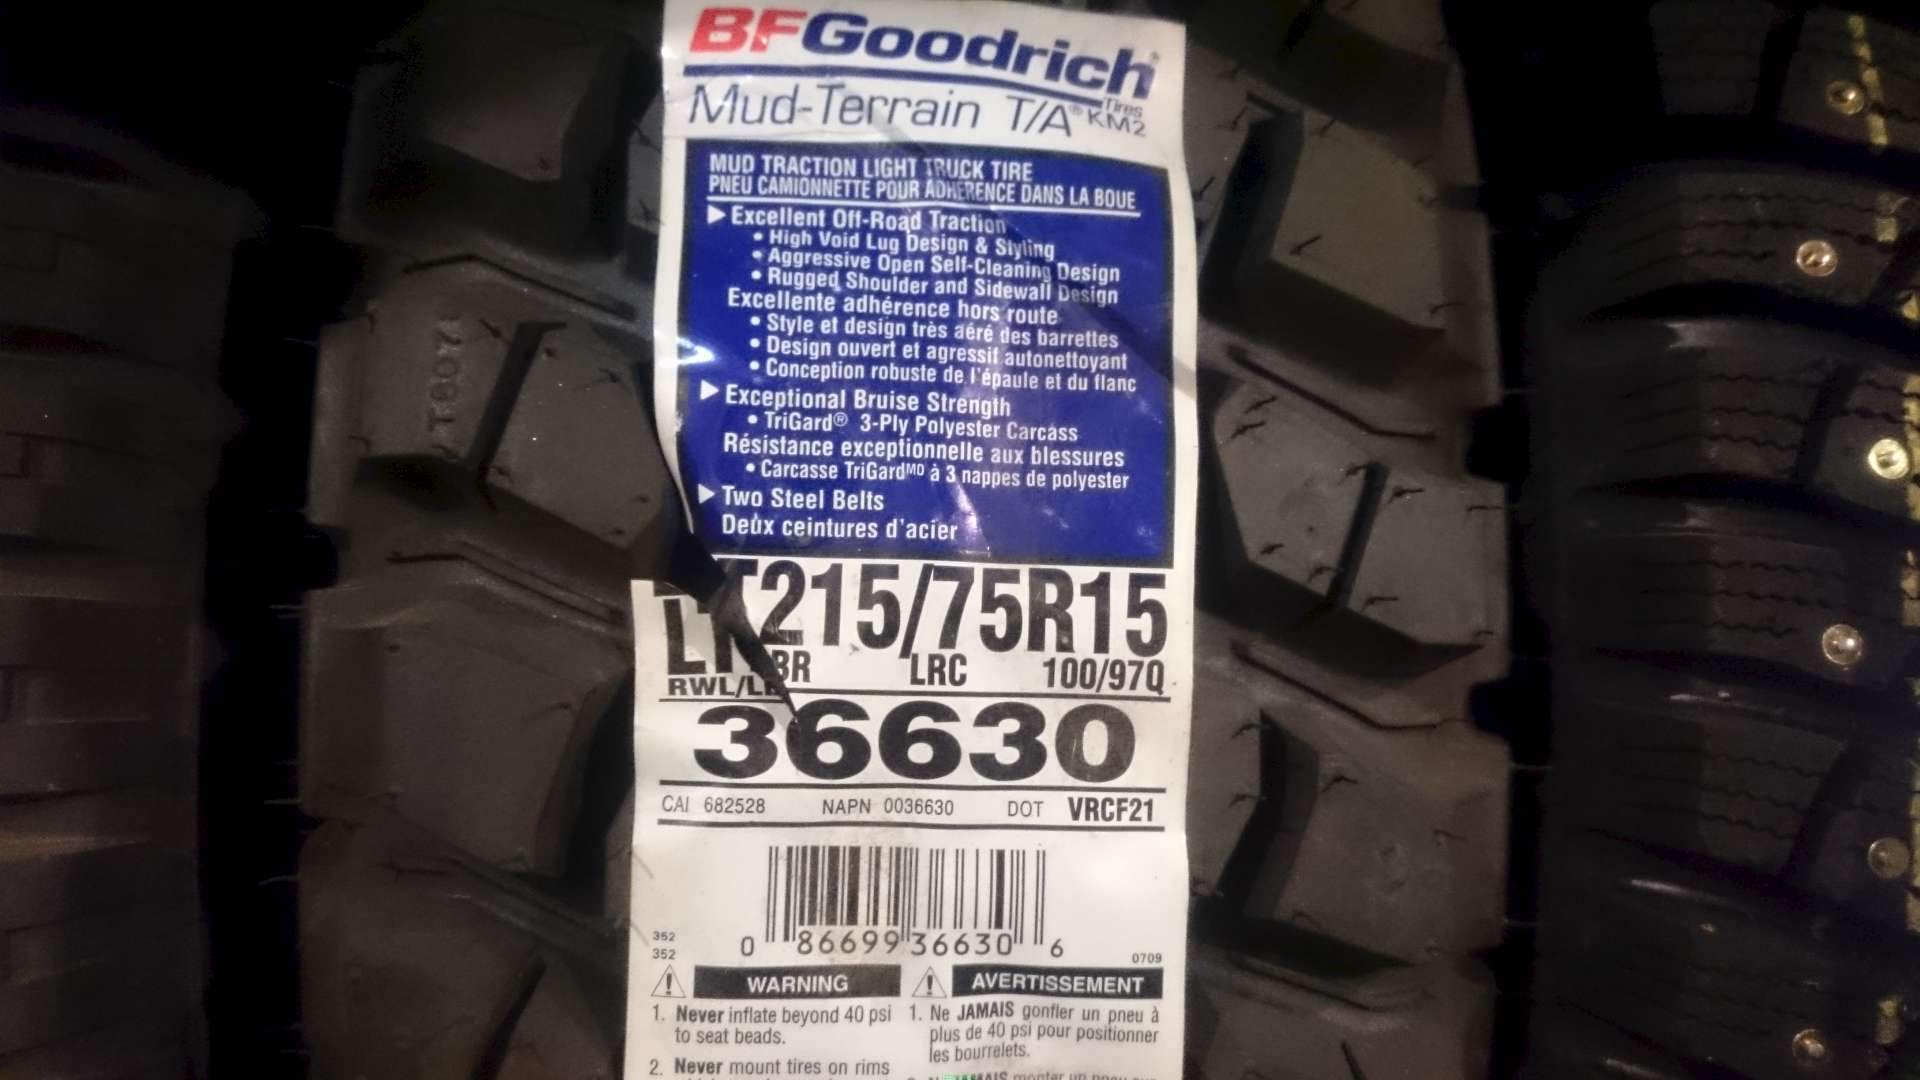 BFGoodrich®
Tires
Mud-Terrain T/A® KM2
MUD TRACTION LIGHT TRUCK TIRE
PNEU CAMIONNETTE POUR ADHERENCE DANS LA BOUE
▶ Excellent Off-Road Traction
• High Void Lug Design & Styling
• Aggressive Open Self-Cleaning Design
• Rugged Shoulder and Sidewall Design
Excellente adhérence hors route
• Style et design très aéré des barrettes
• Design ouvert et agressif autonettoyant
• Conception robuste de l'épaule et du flanc
▶ Exceptional Bruise Strength
• TriGard® 3-Ply Polyester Carcass
Résistance exceptionnelle aux blessures
• Carcasse TriGardMD à 3 nappes de polyester
▶ Two Steel Belts
Deux ceintures d'acier
LT215/75R15
LRC 100/97Q
36630
CAI 682528 NAPN 0036630 DOT VRCF21
0 86699 36630 6
352
352
0709
WARNING
1. Never inflate beyond 40 psi
to seat beads.
2. Never mount tires on rims
AVERTISSEMENT
1. Ne JAMAIS gonfler un pneu à
plus de 40 psi pour positionner
les bourrelets.